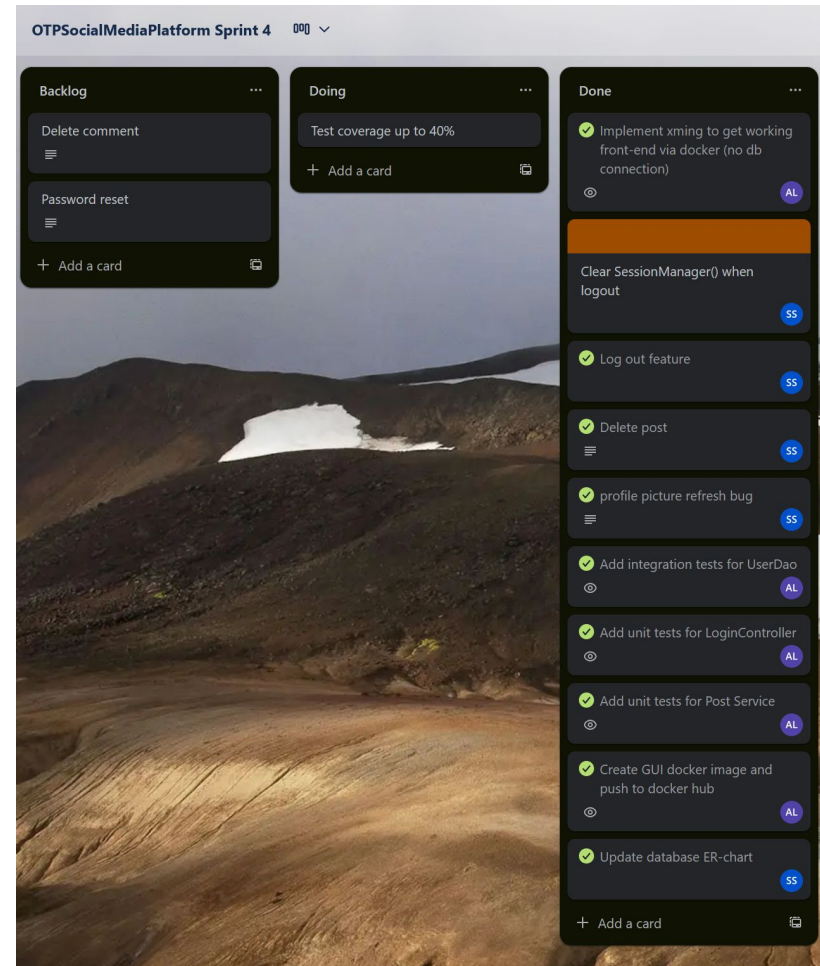 OTPSocialMediaPlatform Sprint 4
Backlog
Delete comment
Password reset
Add a card
Doing
Test coverage up to 40%
Add a card
Done
Implement xming to get working
front-end via docker (no db
connection)
AL
Clear SessionManager() when
logout
SS
Log out feature
SS
Delete post
SS
profile picture refresh bug
SS
Add integration tests for UserDao
AL
Add unit tests for LoginController
AL
Add unit tests for Post Service
AL
Create GUI docker image and
push to docker hub
AL
Update database ER-chart
SS
Add a card